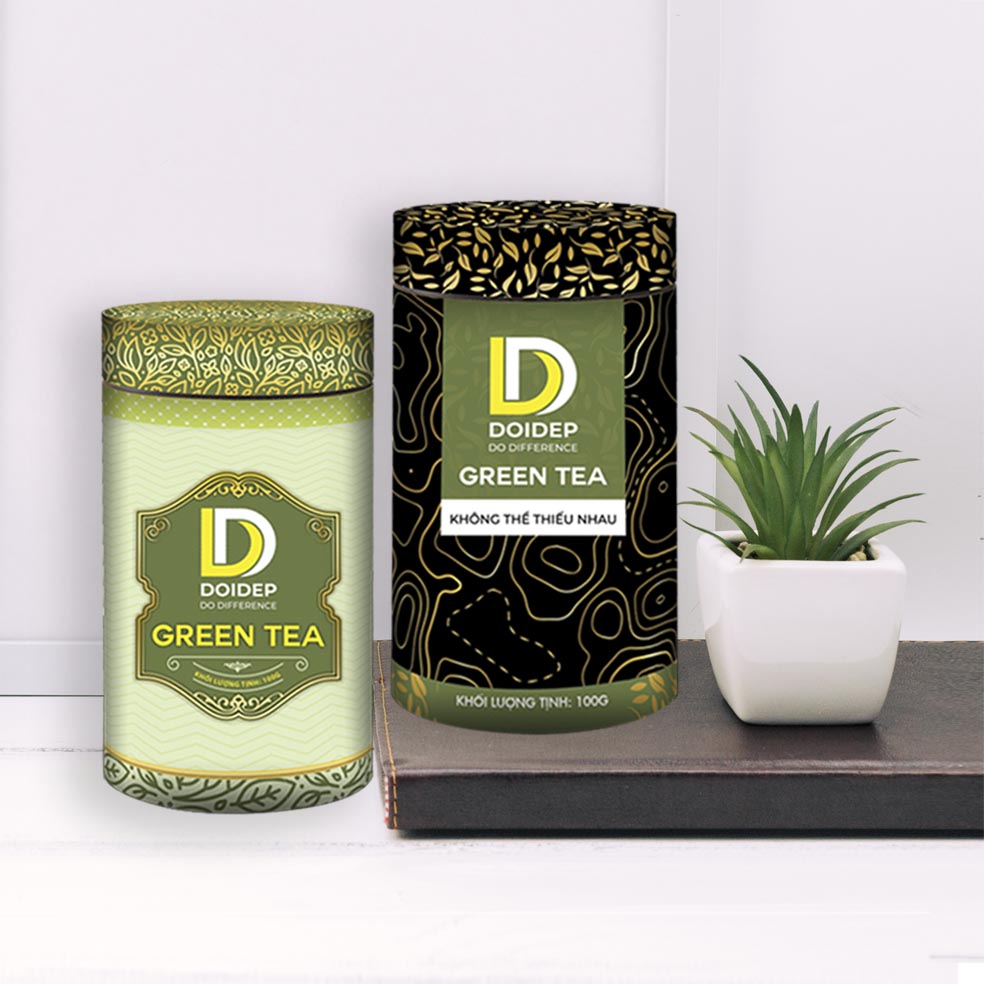 D
DOIDEP
DO DIFFERENCE
GREEN TEA
KHỐI LƯỢNG TỊNH: 100G
D
DOIDEP
DO DIFFERENCE
GREEN TEA
KHÔNG THỂ THIẾU NHAU
KHỐI LƯỢNG TỊNH: 100G